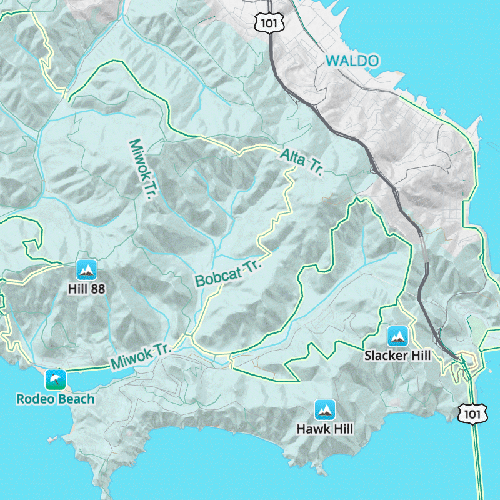 101
WALDO
Miwok Tr.
Alta Tr.
Bobcat Tr.
Hill 88
Miwok Tr.
Slacker Hill
Rodeo Beach
101
Hawk Hill